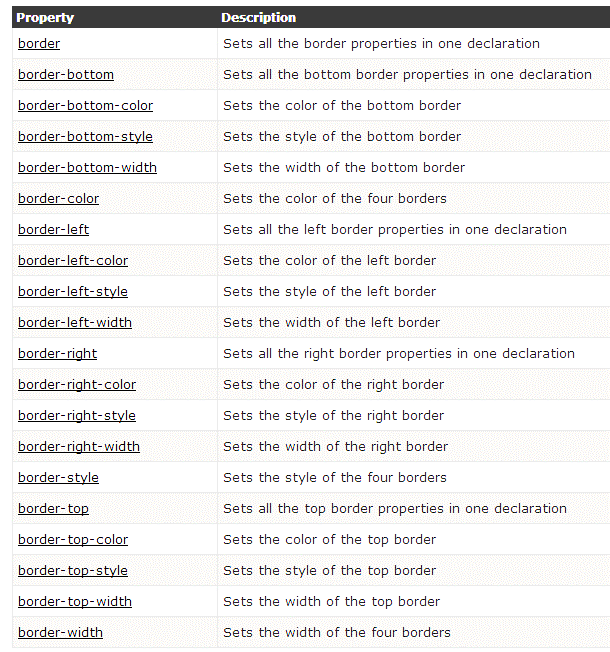 Property Description
border Sets all the border properties in one declaration
border-bottom Sets all the bottom border properties in one declaration
border-bottom-color Sets the color of the bottom border
border-bottom-style Sets the style of the bottom border
border-bottom-width Sets the width of the bottom border
border-color Sets the color of the four borders
border-left Sets all the left border properties in one declaration
border-left-color Sets the color of the left border
border-left-style Sets the style of the left border
border-left-width Sets the width of the left border
border-right Sets all the right border properties in one declaration
border-right-color Sets the color of the right border
border-right-style Sets the style of the right border
border-right-width Sets the width of the right border
border-style Sets the style of the four borders
border-top Sets all the top border properties in one declaration
border-top-color Sets the color of the top border
border-top-style Sets the style of the top border
border-top-width Sets the width of the top border
border-width Sets the width of the four borders